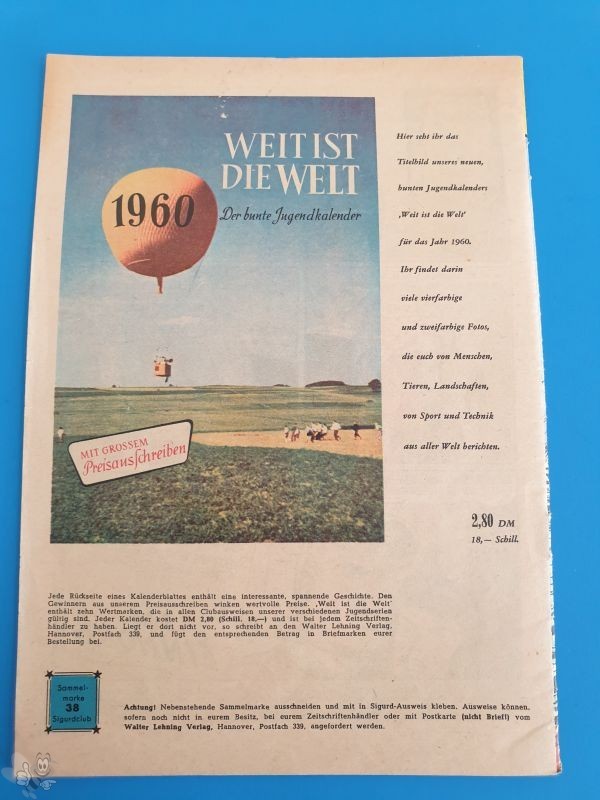 WEIT IST
DIE WELT
Der bunte Jugendkalender
1960
MIT GROSSEM
Preisausschreiben
Hier seht ihr das
Titelbild unseres neuen,
bunten Jugendkalenders
‚Weit ist die Welt'
für das Jahr 1960.
Ihr findet darin
viele vierfarbige
und zweifarbige Fotos,
die euch von Menschen,
Tieren, Landschaften,
von Sport und Technik
aus aller Welt berichten.
2,80 DM
18,— Schill.
Jede Rückseite eines Kalenderblattes enthält eine interessante, spannende Geschichte. Den
Gewinnern aus unserem Preisausschreiben winken wertvolle Preise. ‚Weit ist die Welt'
enthält zehn Wertmarken, die in allen Clubausweisen unserer verschiedenen Jugendserien
gültig sind. Jeder Kalender kostet DM 2,80 (Schill. 18,—) und ist bei jedem Zeitschriften-
händler zu haben. Liegt er dort nicht vor, so schreibt an den Walter Lehning Verlag,
Hannover, Postfach 339, und fügt den entsprechenden Betrag in Briefmarken eurer
Bestellung bei.
Sammel-
marke
38
Sigurdclub
Achtung! Nebenstehende Sammelmarke ausschneiden und mit in Sigurd-Ausweis kleben. Ausweise können,
sofern noch nicht in eurem Besitz, bei eurem Zeitschriftenhändler oder mit Postkarte (nicht Brief!) vom
Walter Lehning Verlag, Hannover, Postfach 339, angefordert werden.